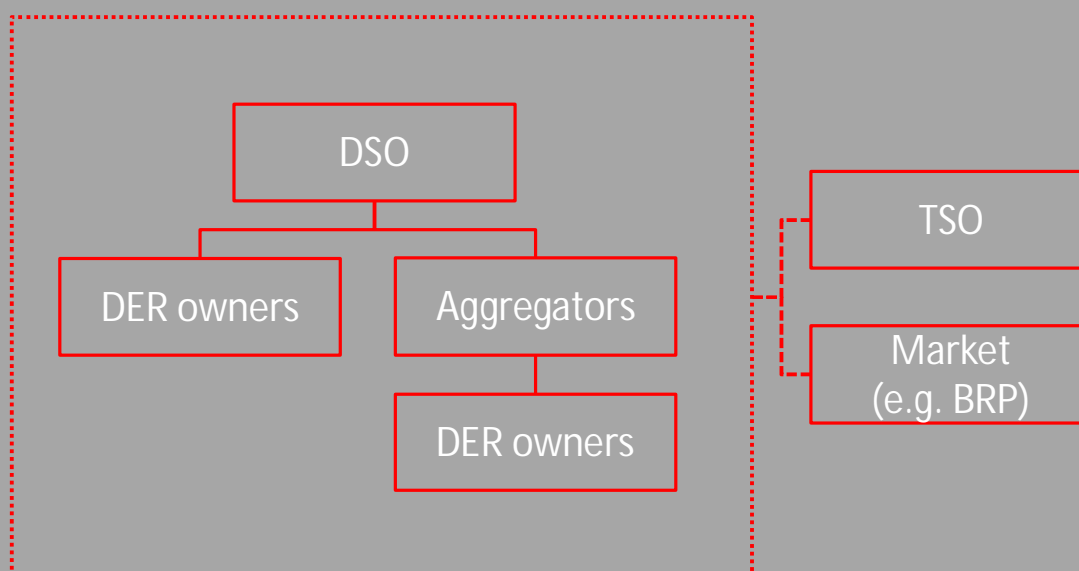 DSO
DER owners
Aggregators
DER owners
TSO
Market
(e.g. BRP)